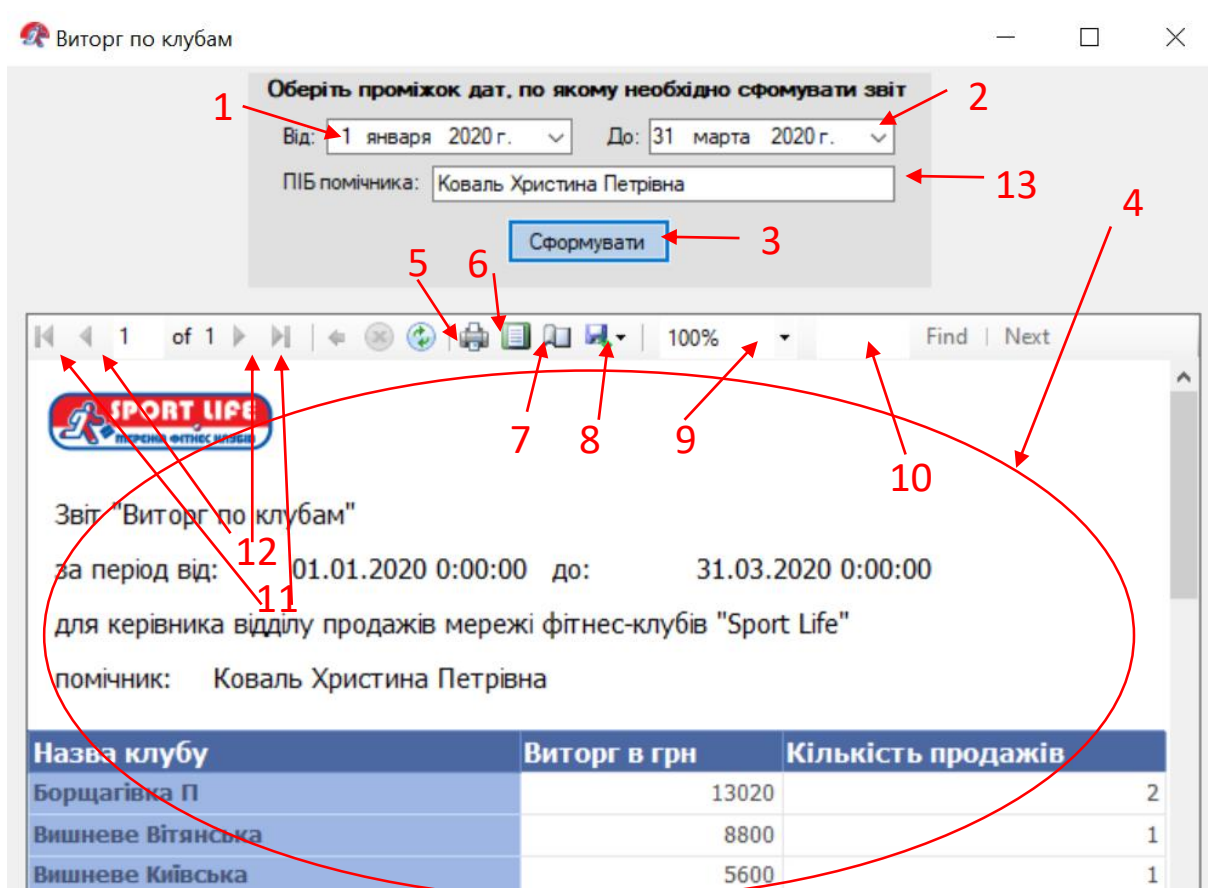 Виторг по клубам
Оберіть проміжок дат, по якому необхідно сфомувати звіт
1
2
Від: 1 января 2020 г. До: 31 марта 2020 г.
ПІБ помічника: Коваль Христина Петрівна
13
4
Сформувати
3
5 6
1 of 1 100% Find | Next
SPORT LIFE
МЕРЕЖА ФІТНЕС КЛУБІВ
7 8 9
10
Звіт "Виторг по клубам"
12
за період від: 01.01.2020 0:00:00 до: 31.03.2020 0:00:00
11
для керівника відділу продажів мережі фітнес-клубів "Sport Life"
помічник: Коваль Христина Петрівна
Назва клубу Виторг в грн Кількість продажів
Борщагівка П 13020 2
Вишневе Вітянська 8800 1
Вишневе Київська 5600 1